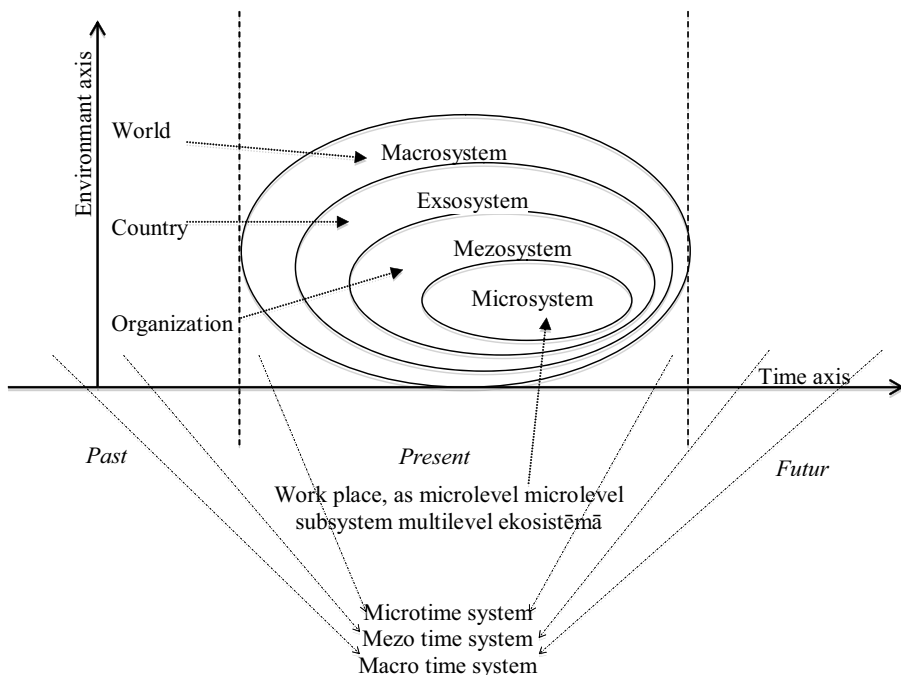 Environmant axis
World
Macrosystem
Exsosystem
Country
Mezosystem
Microsystem
Organization
Time axis
Past
Present
Futur
Work place, as microlevel microlevel
subsystem multilevel ekosistēmā
Microtime system
Mezo time system
Macro time system